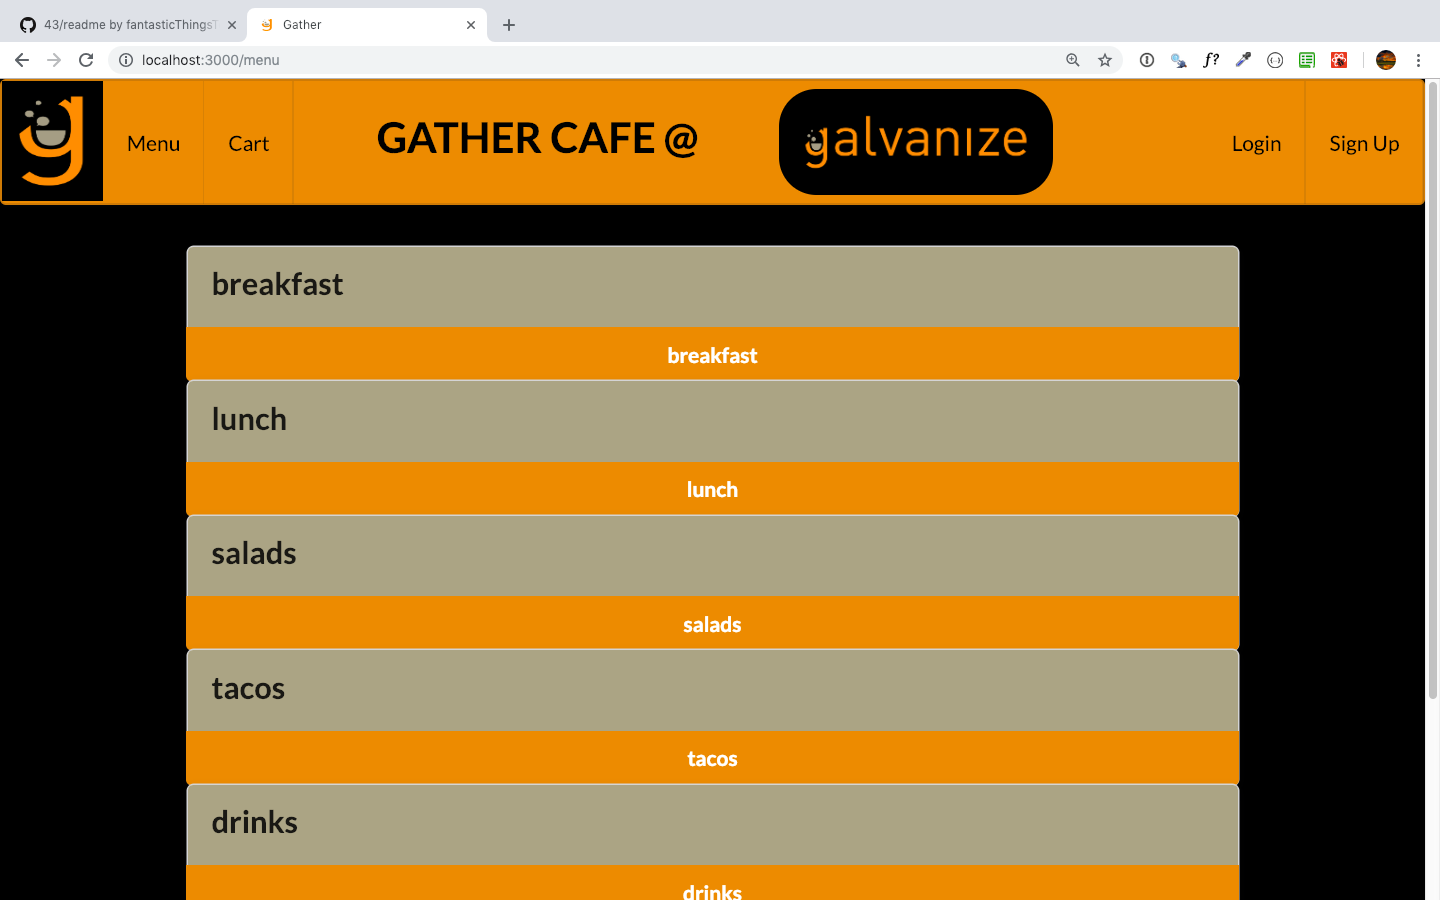 43/readme by fantasticThingsT
Gather
localhost:3000/menu
f?
Menu
Cart
GATHER CAFE @
galvanize
Login
Sign Up
breakfast
breakfast
lunch
lunch
salads
salads
tacos
tacos
drinks
drinks